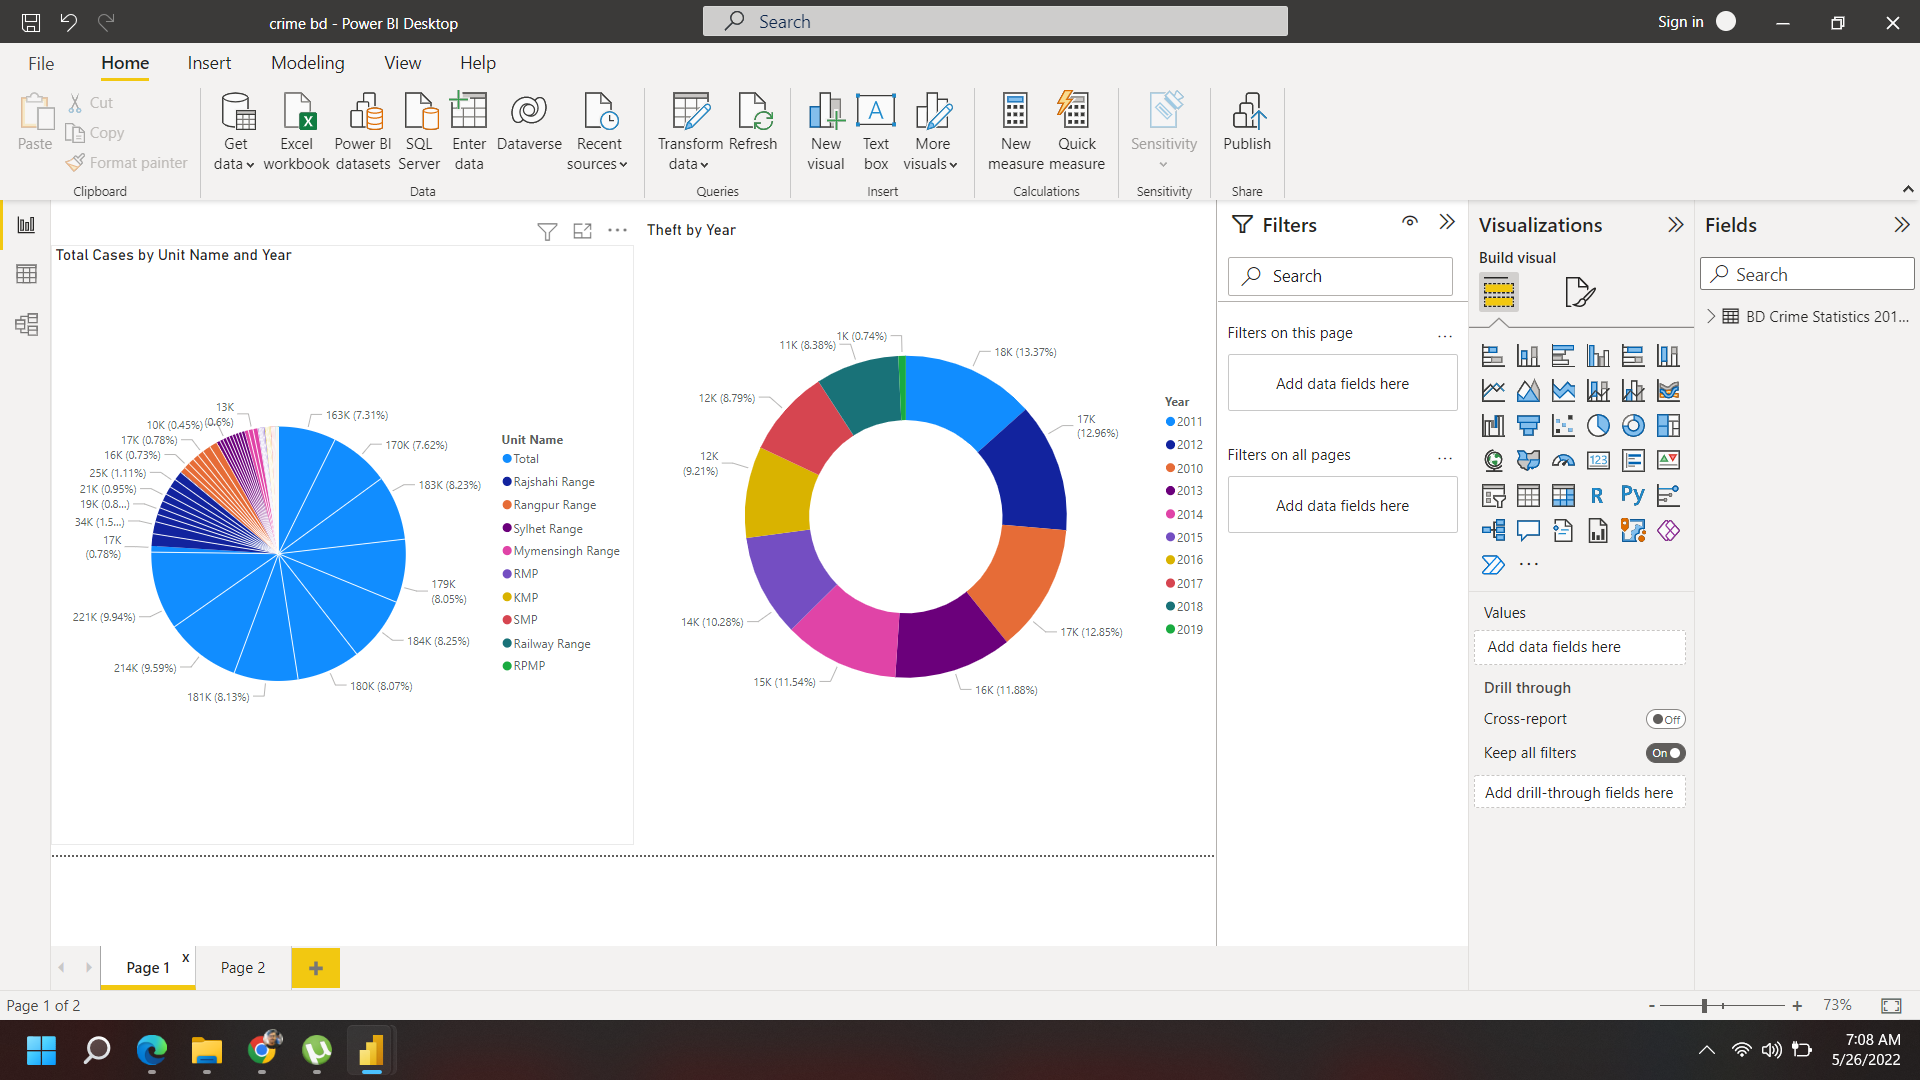 crime bd - Power BI Desktop
Search
Sign in
File
Home
Insert
Modeling
View
Help
Paste
Cut
Copy
Format painter
Clipboard
Get data
Excel workbook
Power BI datasets
SQL Server
Enter data
Dataverse
Recent sources
Data
Transform data
Refresh
Queries
New visual
Text box
More visuals
Insert
New measure
Quick measure
Calculations
Sensitivity
Sensitivity
Publish
Share
Total Cases by Unit Name and Year
13K
(0.6%)
10K (0.45%)
17K (0.78%)
16K (0.73%)
25K (1.11%)
21K (0.95%)
19K (0.8...)
34K (1.5...)
17K
(0.78%)
221K (9.94%)
214K (9.59%)
181K (8.13%)
163K (7.31%)
170K (7.62%)
183K (8.23%)
179K
(8.05%)
184K (8.25%)
180K (8.07%)
Unit Name
Total
Rajshahi Range
Rangpur Range
Sylhet Range
Mymensingh Range
RMP
KMP
SMP
Railway Range
RPMP
Theft by Year
1K (0.74%)
11K (8.38%)
12K (8.79%)
12K
(9.21%)
14K (10.28%)
15K (11.54%)
18K (13.37%)
17K
(12.96%)
17K (12.85%)
16K (11.88%)
Year
2011
2012
2010
2013
2014
2015
2016
2017
2018
2019
Filters
Search
Filters on this page
...
Add data fields here
Filters on all pages
...
Add data fields here
Visualizations
Build visual
123
R
Py
...
Values
Add data fields here
Drill through
Cross-report
Off
Keep all filters
On
Add drill-through fields here
Fields
Search
BD Crime Statistics 201...
Page 1
x
Page 2
+
Page 1 of 2
-
+
73%
7:08 AM
5/26/2022